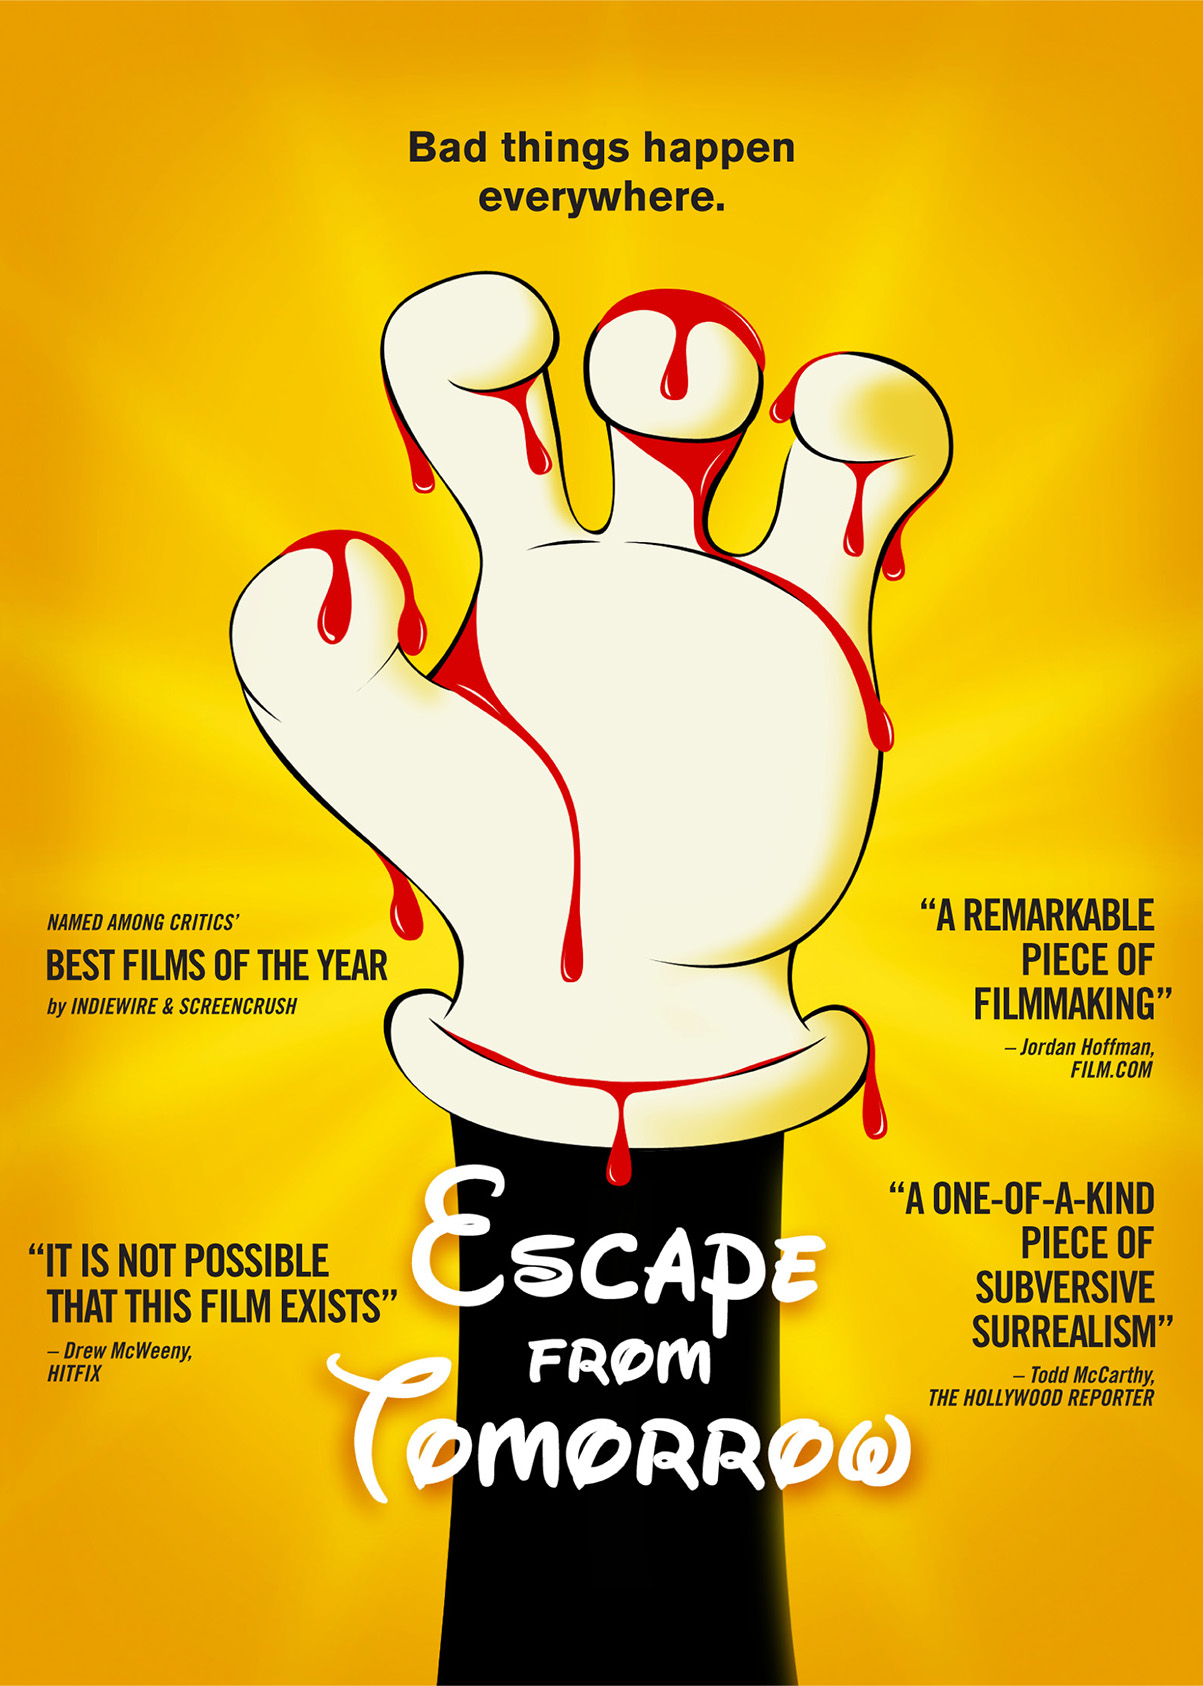 Bad things happen
everywhere.
NAMED AMONG CRITICS'
BEST FILMS OF THE YEAR
by INDIEWIRE & SCREENCRUSH
“A REMARKABLE
PIECE OF
FILMMAKING”
– Jordan Hoffman,
FILM.COM
“IT IS NOT POSSIBLE
THAT THIS FILM EXISTS”
– Drew McWeeny,
HITFIX
“A ONE-OF-A-KIND
PIECE OF
SUBVERSIVE
SURREALISM”
– Todd McCarthy,
THE HOLLYWOOD REPORTER
ESCAPE
FROM
TOMORROW